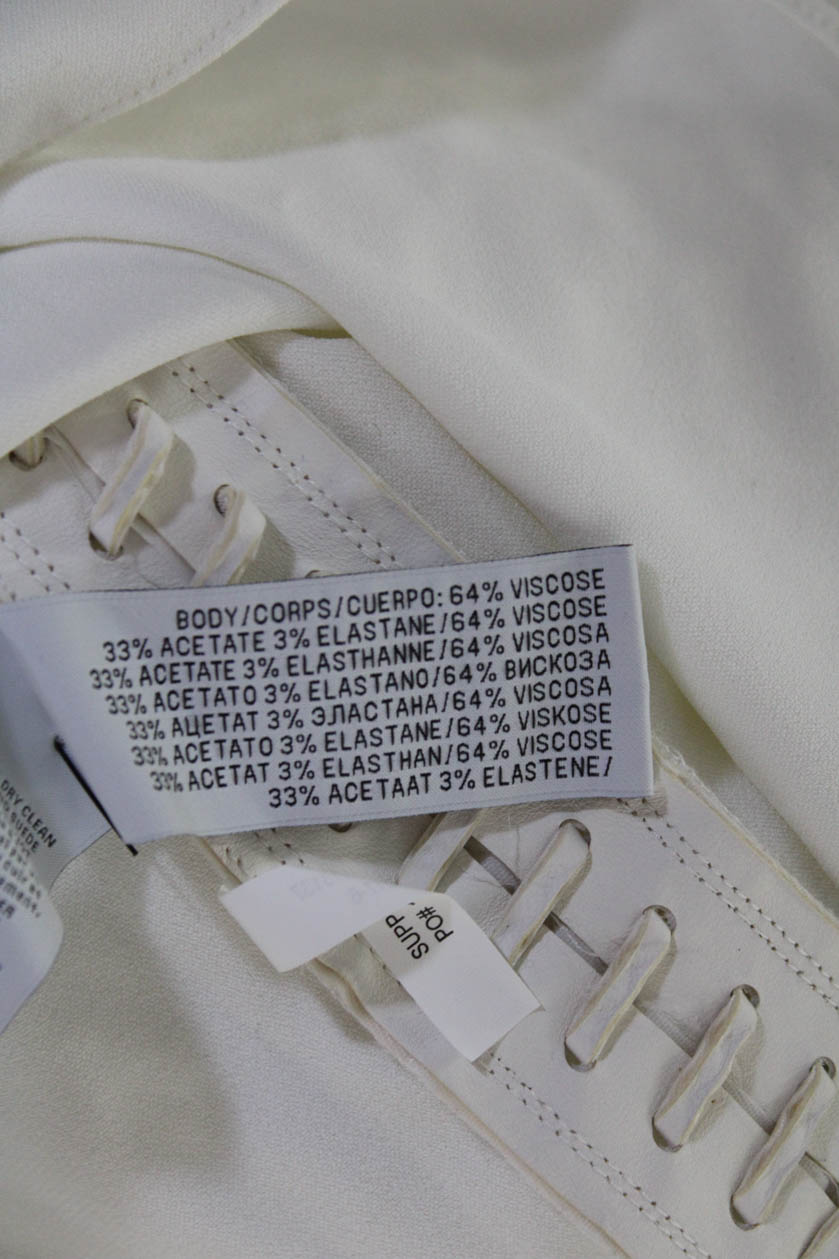 BODY/CORPS/CUERPO: 64% VISCOSE
33% ACETATE 3% ELASTANE/64% VISCOSE
33% ACETATE 3% ELASTHANNE/64% VISCOSA
33% ACETATO 3% ELASTANO/64% ВИСКОЗА
33% АЦЕТАТ 3% ЭЛАСТАНА/64% VISCOSA
33% ACETATO 3% ELASTANE/64% VISKOSE
33% ACETAT 3% ELASTHAN/64% VISCOSE
33% ACETAAT 3% ELASTENE/
DRY CLEAN
SUEDE
SUPP
PO#